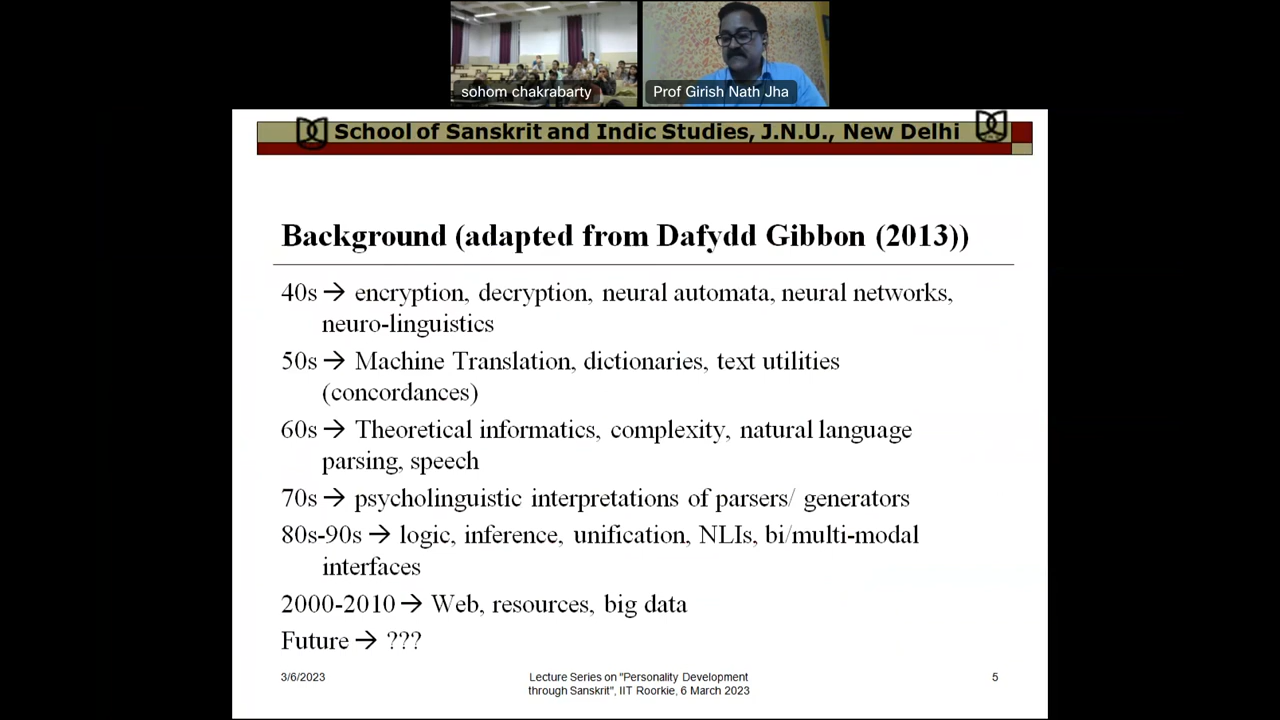 sohom chakrabarty
Prof Girish Nath Jha
School of Sanskrit and Indic Studies, J.N.U., New Delhi
Background (adapted from Dafydd Gibbon (2013))
40s → encryption, decryption, neural automata, neural networks,
neuro-linguistics
50s → Machine Translation, dictionaries, text utilities
(concordances)
60s → Theoretical informatics, complexity, natural language
parsing, speech
70s → psycholinguistic interpretations of parsers/ generators
80s-90s → logic, inference, unification, NLIs, bi/multi-modal
interfaces
2000-2010 → Web, resources, big data
Future → ???
3/6/2023
Lecture Series on "Personality Development
through Sanskrit", IIT Roorkie, 6 March 2023
5